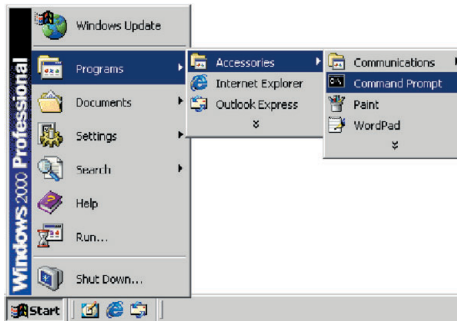 Windows 2000 Professional
Windows Update
Programs
Documents
Settings
Search
Help
Run...
Shut Down...
Accessories
Internet Explorer
Outlook Express
Communications
Command Prompt
Paint
WordPad
Start